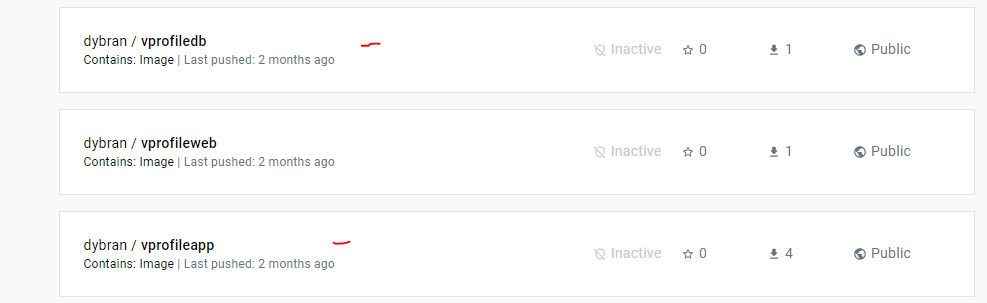 dybran / vprofiledb
Contains: Image | Last pushed: 2 months ago
Inactive 0 1 Public
dybran / vprofileweb
Contains: Image | Last pushed: 2 months ago
Inactive 0 1 Public
dybran / vprofileapp
Contains: Image | Last pushed: 2 months ago
Inactive 0 4 Public